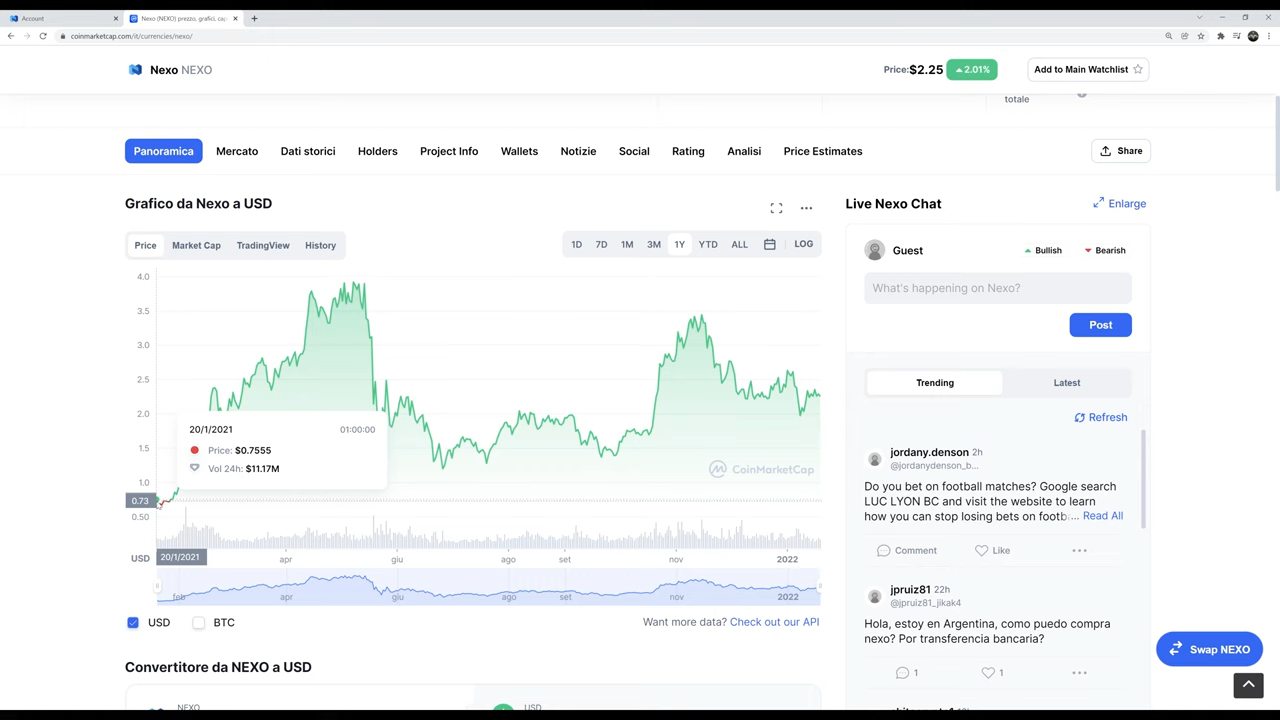 Account
Nexo (NEXO) prezzo, grafici, cap
coinmarketcap.com/it/currencies/nexo/
Nexo NEXO
Price: $2.25
2.01%
Add to Main Watchlist
totale
Panoramica
Mercato
Dati storici
Holders
Project Info
Wallets
Notizie
Social
Rating
Analisi
Price Estimates
Share
Grafico da Nexo a USD
Price
Market Cap
TradingView
History
1D
7D
1M
3M
1Y
YTD
ALL
LOG
4.0
3.5
3.0
2.5
2.0
1.5
1.0
0.73
0.50
20/1/2021 01:00:00
Price: $0.7555
Vol 24h: $11.17M
CoinMarketCap
USD
20/1/2021
apr
giu
ago
set
nov
2022
feb
apr
giu
ago
set
nov
2022
USD
BTC
Want more data? Check out our API
Convertitore da NEXO a USD
NEXO
USD
Live Nexo Chat
Enlarge
Guest
Bullish
Bearish
What's happening on Nexo?
Post
Trending
Latest
Refresh
jordany.denson 2h
@jordanydenson_b...
Do you bet on football matches? Google search
LUC LYON BC and visit the website to learn
how you can stop losing bets on footb... Read All
Comment
Like
jpruiz81 22h
@jpruiz81_jikak4
Hola, estoy en Argentina, como puedo compra
nexo? Por transferencia bancaria?
1
1
Swap NEXO